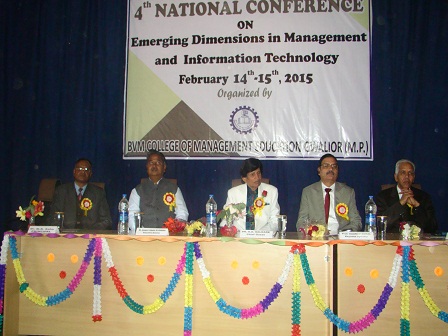 4th NATIONAL CONFERENCE
ON
Emerging Dimensions in Management
and Information Technology
February 14th-15th, 2015
Organized by
BVM COLLEGE OF MANAGEMENT EDUCATION GWALIOR (M.P.)